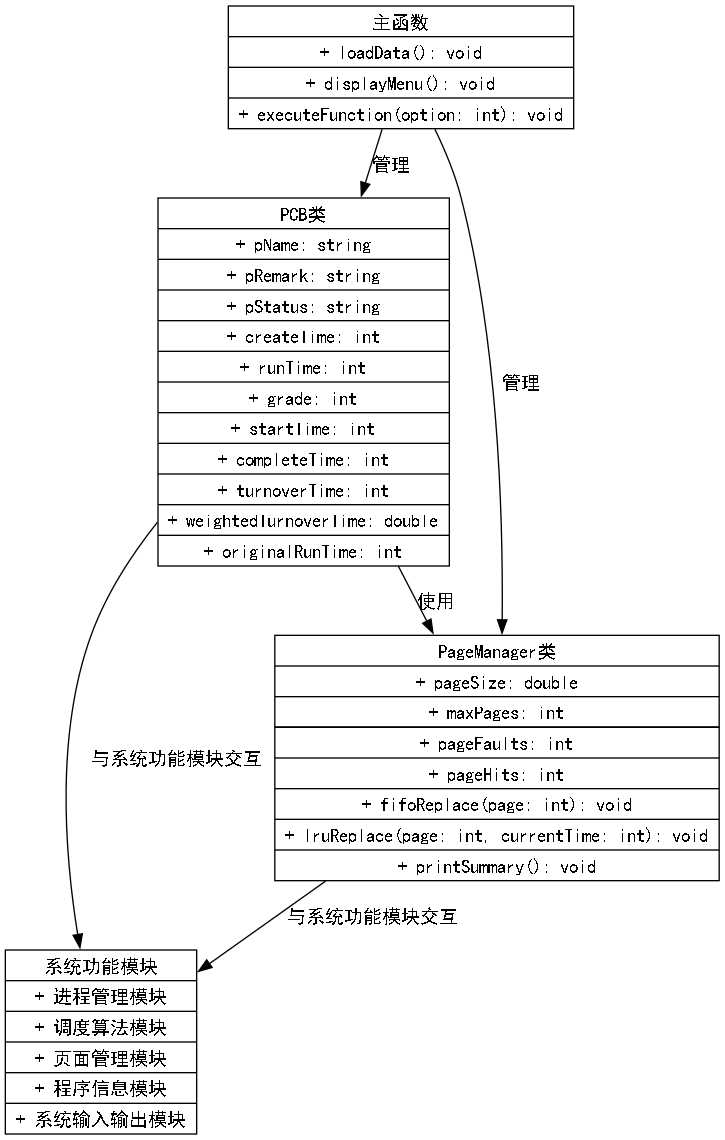 主函数
+ loadData(): void
+ displayMenu(): void
+ executeFunction(option: int): void
管理
PCB类
+ pName: string
+ pRemark: string
+ pStatus: string
+ createTime: int
+ runTime: int
+ grade: int
+ startTime: int
+ completeTime: int
+ turnoverTime: int
+ weightedTurnoverTime: double
+ originalRunTime: int
管理
使用
PageManager类
+ pageSize: double
+ maxPages: int
+ pageFaults: int
+ pageHits: int
+ fifoReplace(page: int): void
+ lruReplace(page: int, currentTime: int): void
+ printSummary(): void
与系统功能模块交互
与系统功能模块交互
系统功能模块
+ 进程管理模块
+ 调度算法模块
+ 页面管理模块
+ 程序信息模块
+ 系统输入输出模块